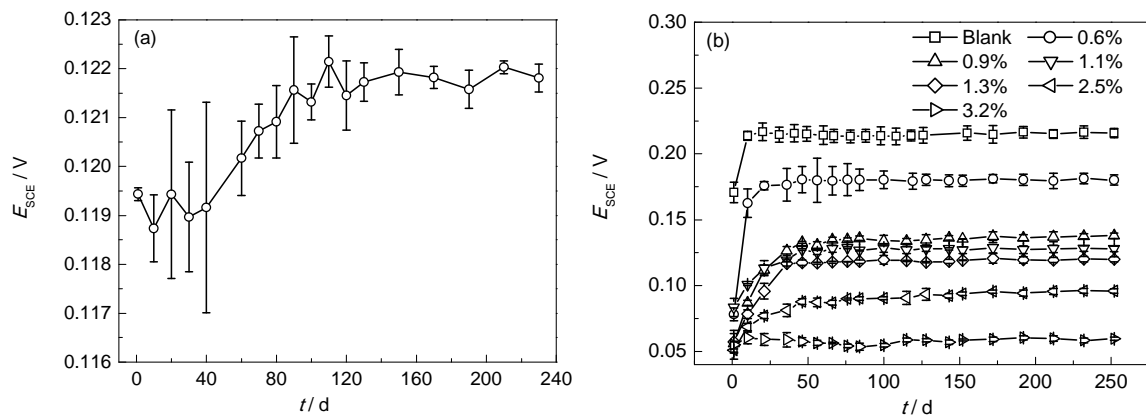 (a)
0.123
0.122
0.121
0.120
0.119
0.118
0.117
0.116
E_SCE / V
0 40 80 120 160 200 240
t / d
(b)
0.30
0.25
0.20
0.15
0.10
0.05
E_SCE / V
Blank 0.6%
0.9% 1.1%
1.3% 2.5%
3.2%
0 50 100 150 200 250
t / d